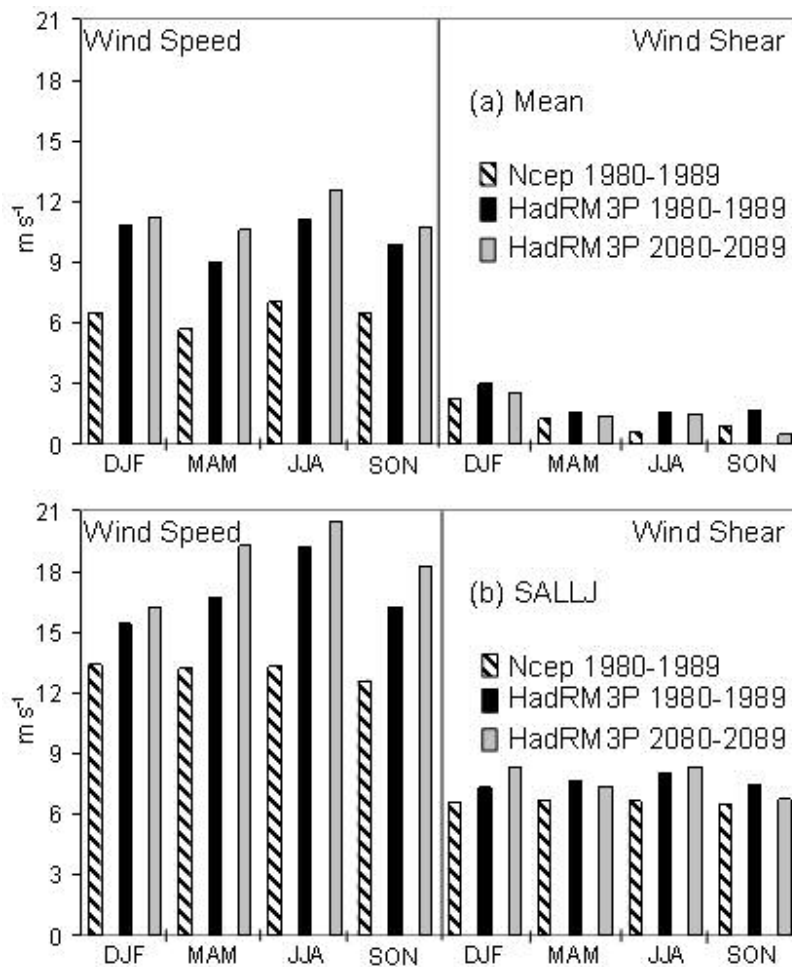 21
Wind Speed
Wind Shear
18
(a) Mean
15
Ncep 1980-1989
12
HadRM3P 1980-1989
HadRM3P 2080-2089
m s-1
9
6
3
0
DJF MAM JJA SON DJF MAM JJA SON
21
Wind Speed
Wind Shear
18
(b) SALLJ
15
Ncep 1980-1989
12
HadRM3P 1980-1989
HadRM3P 2080-2089
m s-1
9
6
3
0
DJF MAM JJA SON DJF MAM JJA SON